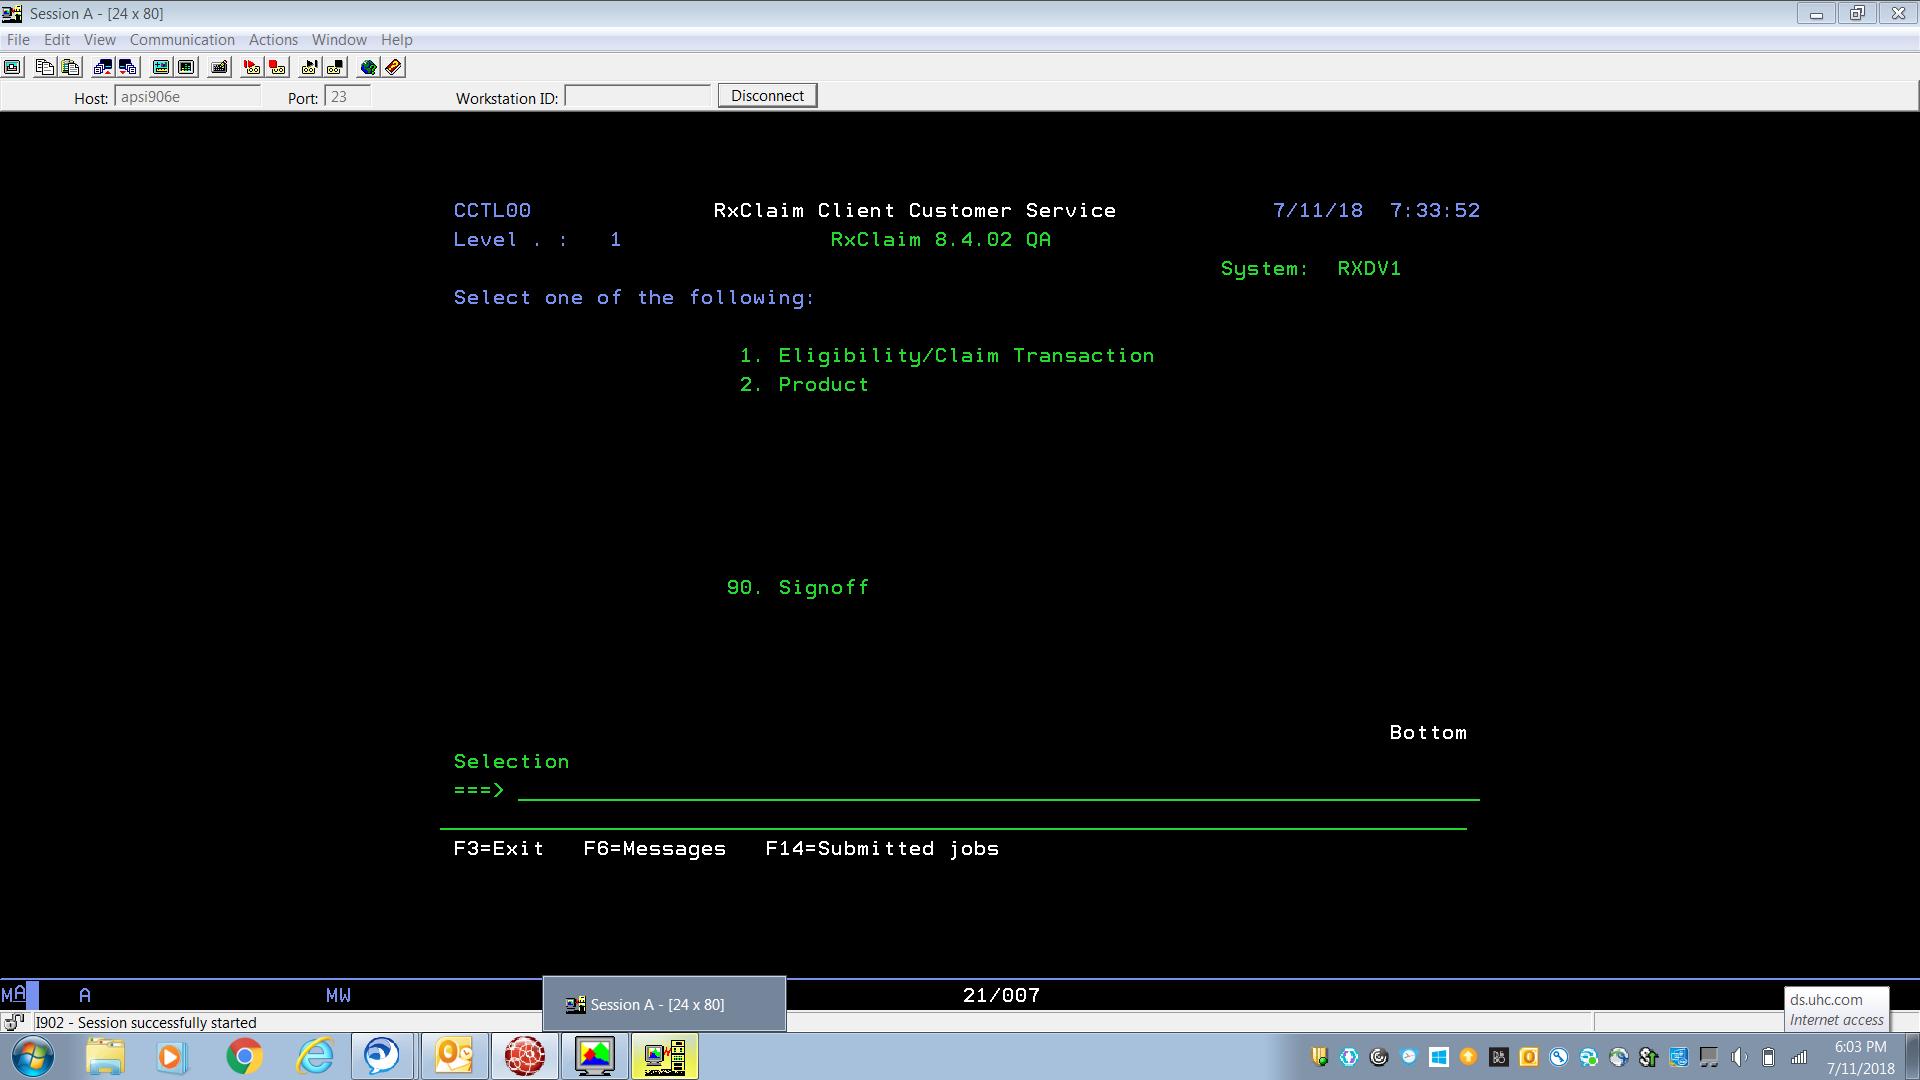 Session A - [24 x 80]
File Edit View Communication Actions Window Help
Host: apsi906e Port: 23 Workstation ID: Disconnect
CCTL00 RxClaim Client Customer Service 7/11/18 7:33:52
Level . : 1 RxClaim 8.4.02 QA
System: RXDV1
Select one of the following:
1. Eligibility/Claim Transaction
2. Product
90. Signoff
Bottom
Selection
===>
F3=Exit F6=Messages F14=Submitted jobs
MA A MW 21/007
Session A - [24 x 80]
ds.uhc.com
Internet access
I902 - Session successfully started
6:03 PM
7/11/2018